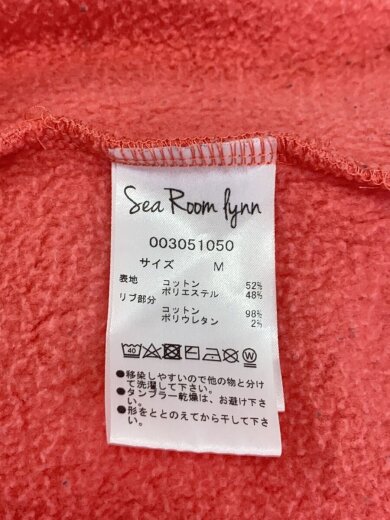 Sea Room lynn
003051050
サイズ M
表地 コットン 52%
ポリエステル 48%
リブ部分
コットン 98%
ポリウレタン 2%
40
W
●移染しやすいので他の物と分け
て洗濯して下さい。
●タンブラー乾燥は、お避け下さ
い。
●形をととのえてから干して下さ
い。